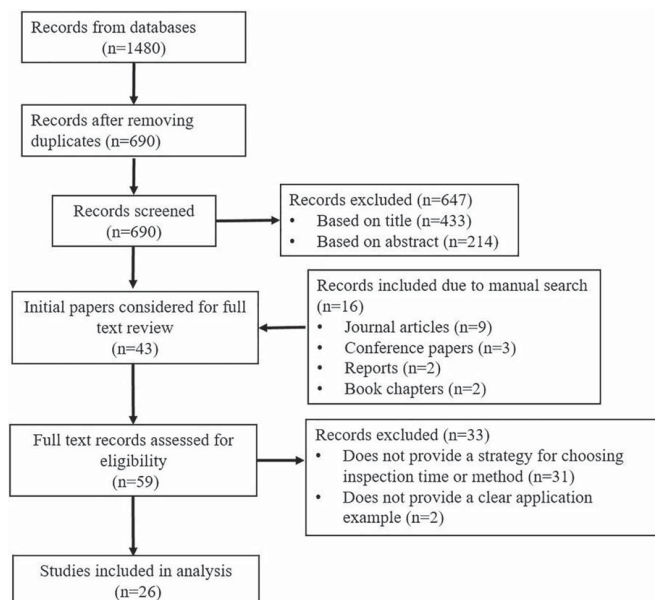 Records from databases
(n=1480)
Records after removing
duplicates (n=690)
Records screened
(n=690)
Records excluded (n=647)
• Based on title (n=433)
• Based on abstract (n=214)
Initial papers considered for full
text review
(n=43)
Records included due to manual search
(n=16)
• Journal articles (n=9)
• Conference papers (n=3)
• Reports (n=2)
• Book chapters (n=2)
Full text records assessed for
eligibility
(n=59)
Records excluded (n=33)
• Does not provide a strategy for choosing
inspection time or method (n=31)
• Does not provide a clear application
example (n=2)
Studies included in analysis
(n=26)